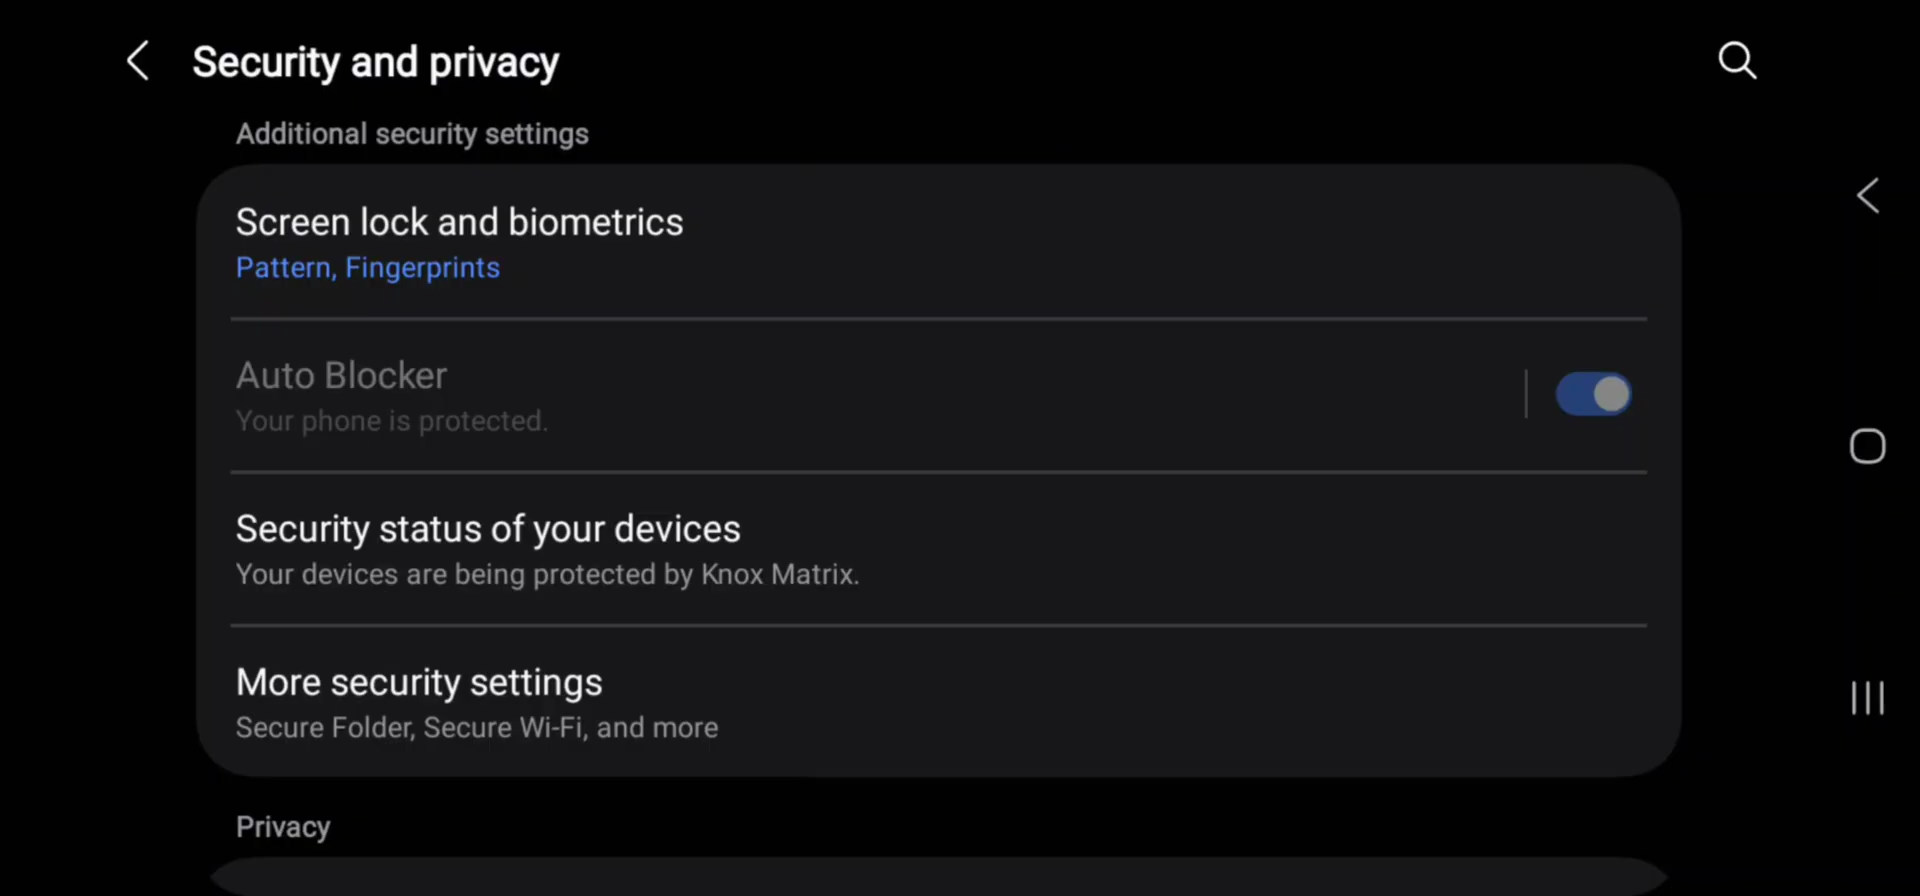 Security and privacy
Additional security settings
Screen lock and biometrics
Pattern, Fingerprints
Auto Blocker
Your phone is protected.
Security status of your devices
Your devices are being protected by Knox Matrix.
More security settings
Secure Folder, Secure Wi-Fi, and more
Privacy